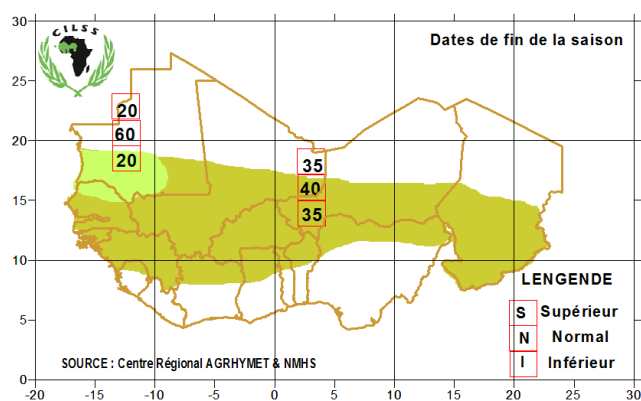 CILSS
Dates de fin de la saison
30
25
20
15
10
5
0
20
60
20
35
40
35
LENGENDE
S Supérieur
N Normal
I Inférieur
SOURCE : Centre Régional AGRHYMET & NMHS
-20 -15 -10 -5 0 5 10 15 20 25 30